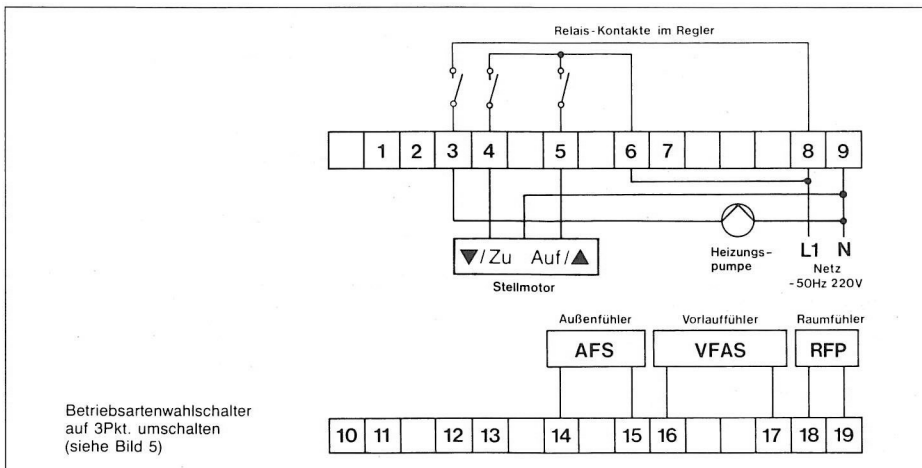 Relais-Kontakte im Regler
1 2 3 4 5 6 7 8 9
▼/Zu Auf/▲
Stellmotor
Heizungs-
pumpe
L1 N
Netz
~50Hz 220V
Außenfühler Vorlauffühler Raumfühler
AFS VFAS RFP
Betriebsartenwahlschalter
auf 3Pkt. umschalten
(siehe Bild 5)
10 11 12 13 14 15 16 17 18 19